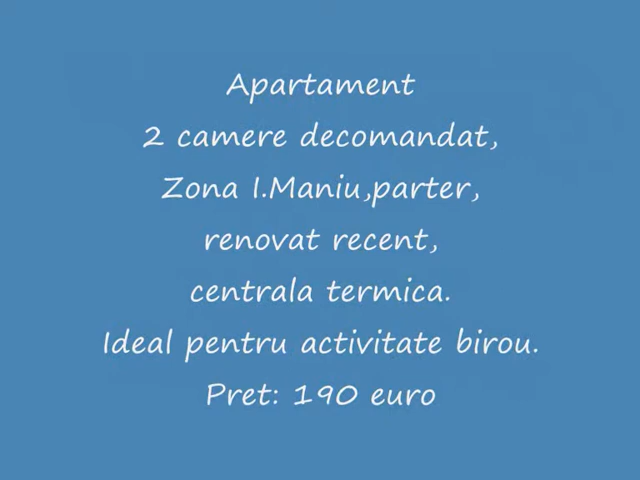 Apartament
2 camere decomandat,
Zona I.Maniu,parter,
renovat recent,
centrala termica.
Ideal pentru activitate birou.
Pret: 190 euro